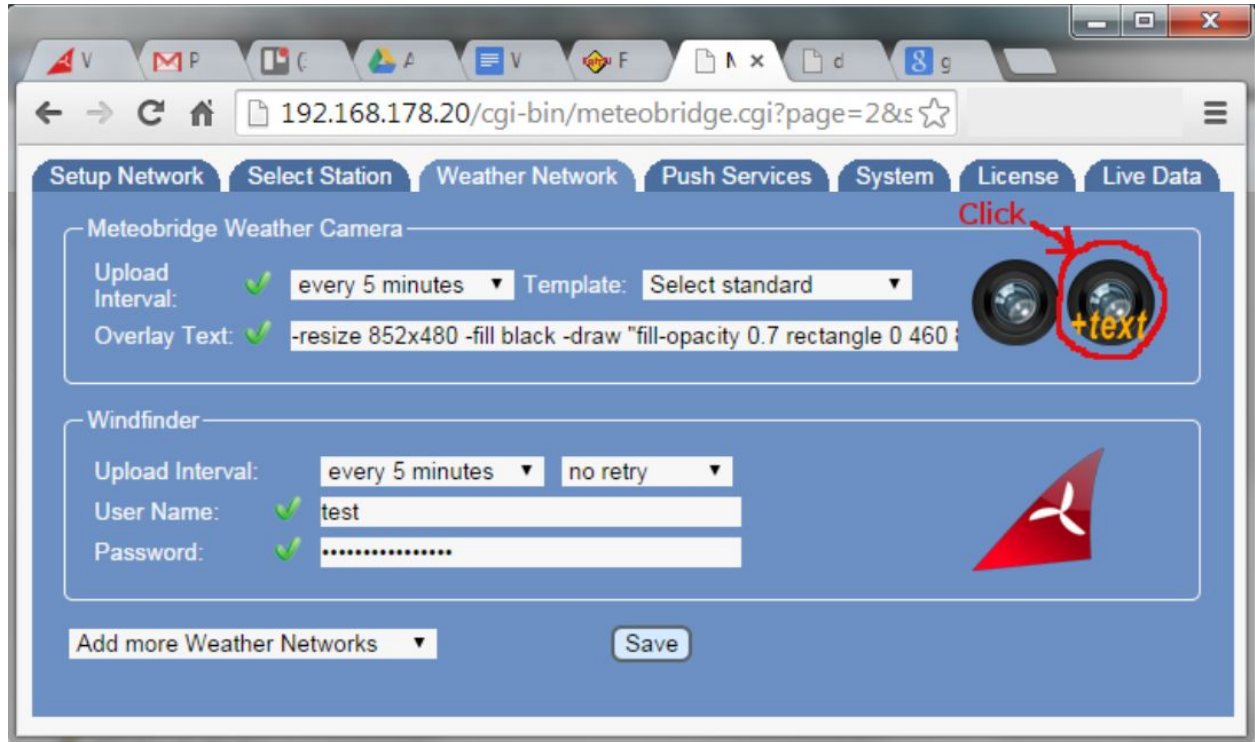 V P ( A V F N × d g
192.168.178.20/cgi-bin/meteobridge.cgi?page=2&s
Setup Network Select Station Weather Network Push Services System License Live Data
Click
Meteobridge Weather Camera
Upload Interval: every 5 minutes Template: Select standard
+text
Overlay Text: -resize 852x480 -fill black -draw "fill-opacity 0.7 rectangle 0 460
Windfinder
Upload Interval: every 5 minutes no retry
User Name: test
Password: ••••••••••••••••
Add more Weather Networks Save